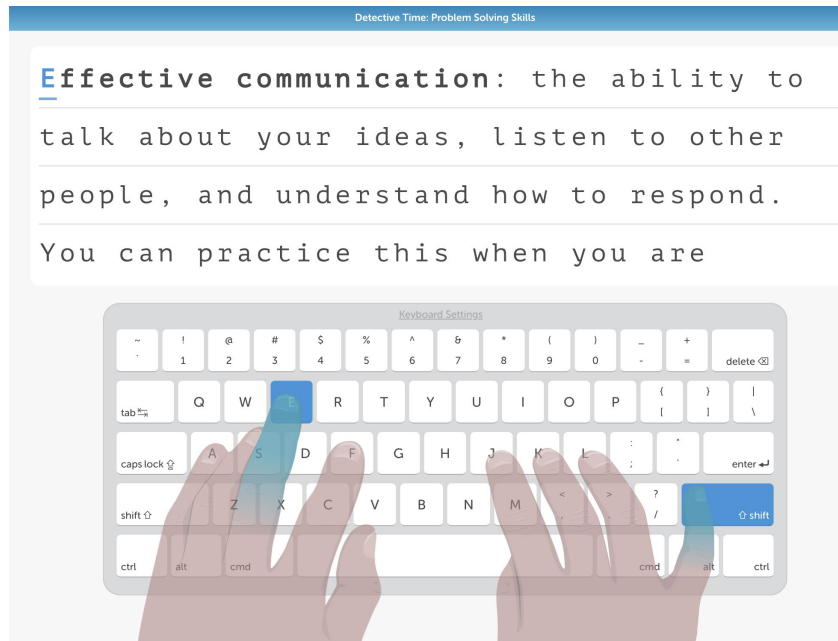 Detective Time: Problem Solving Skills
Effective communication: the ability to
talk about your ideas, listen to other
people, and understand how to respond.
You can practice this when you are
Keyboard Settings
~ ! @ # $ % ^ & * ( ) _ +
` 1 2 3 4 5 6 7 8 9 0 - = delete
tab Q W E R T Y U I O P { [ } ] | \
caps lock A S D F G H J K L : ; " ' enter
shift Z X C V B N M < , > . ? / shift
ctrl alt cmd cmd alt ctrl